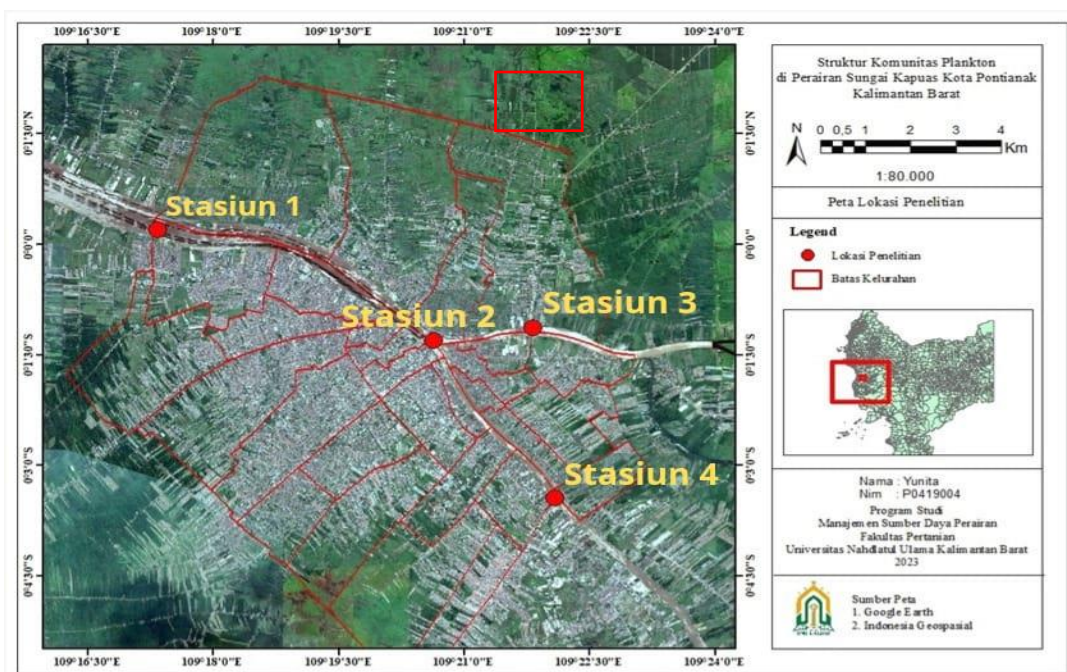 109°16'30"E 109°18'0"E 109°19'30"E 109°21'0"E 109°22'30"E 109°24'0"E
0°1'30"N
0°0'0"
0°1'30"S
0°3'0"S
0°4'30"S
0°1'30"N
0°0'0"
0°1'30"S
0°3'0"S
0°4'30"S
Stasiun 1
Stasiun 2
Stasiun 3
Stasiun 4
109°16'30"E 109°18'0"E 109°19'30"E 109°21'0"E 109°22'30"E 109°24'0"E
Struktur Komunitas Plankton
di Perairan Sungai Kapuas Kota Pontianak
Kalimantan Barat
N
0 0,5 1 2 3 4
Km
1:80.000
Peta Lokasi Penelitian
Legend
Lokasi Penelitian
Batas Kelurahan
Nama : Yunita
Nim : P0419004
Program Studi
Manajemen Sumber Daya Perairan
Fakultas Pertanian
Universitas Nahdlatul Ulama Kalimantan Barat
2023
Sumber Peta
1. Google Earth
2. Indonesia Geospasial